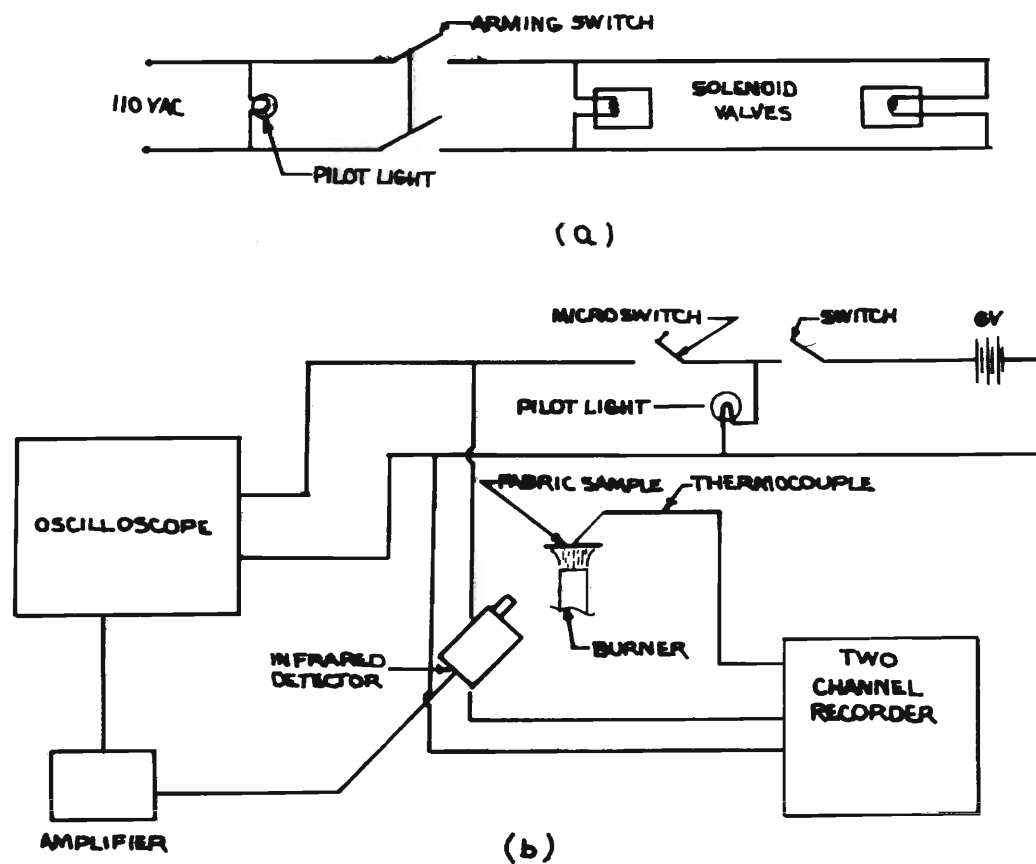 ARMING SWITCH
110 VAC
SOLENOID
VALVES
PILOT LIGHT
(a)
MICROSWITCH
SWITCH
6V
PILOT LIGHT
FABRIC SAMPLE
THERMOCOUPLE
OSCILLOSCOPE
BURNER
INFRARED
DETECTOR
TWO
CHANNEL
RECORDER
AMPLIFIER
(b)